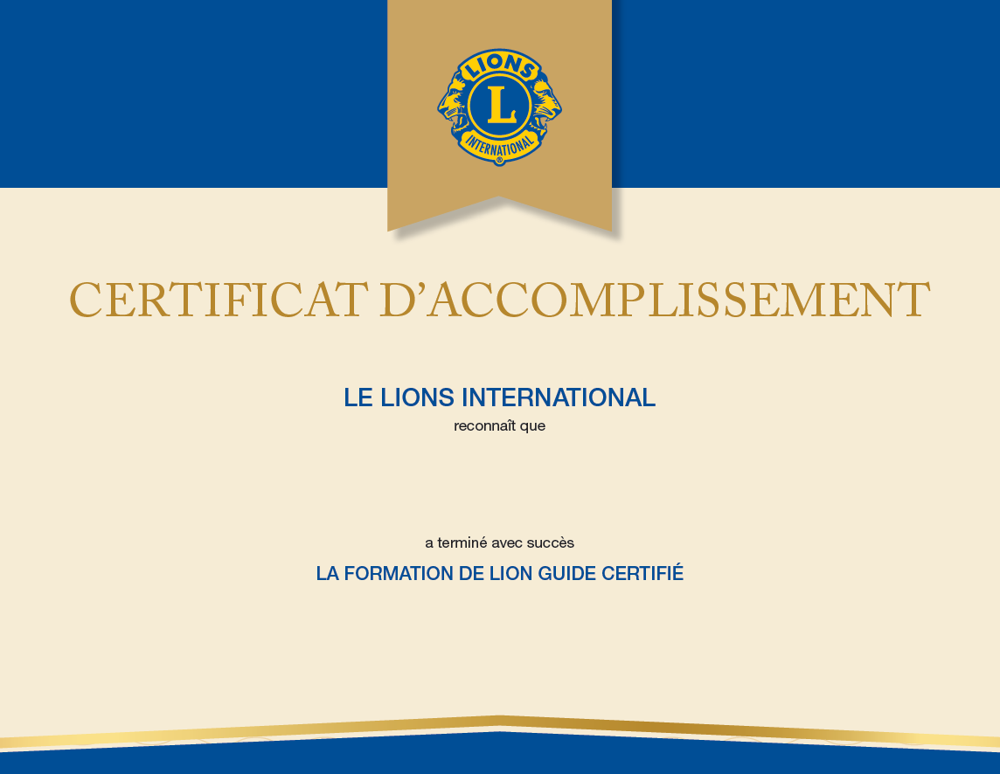 LIONS
L
INTERNATIONAL
®
CERTIFICAT D’ACCOMPLISSEMENT
LE LIONS INTERNATIONAL
reconnaît que
a terminé avec succès
LA FORMATION DE LION GUIDE CERTIFIÉ